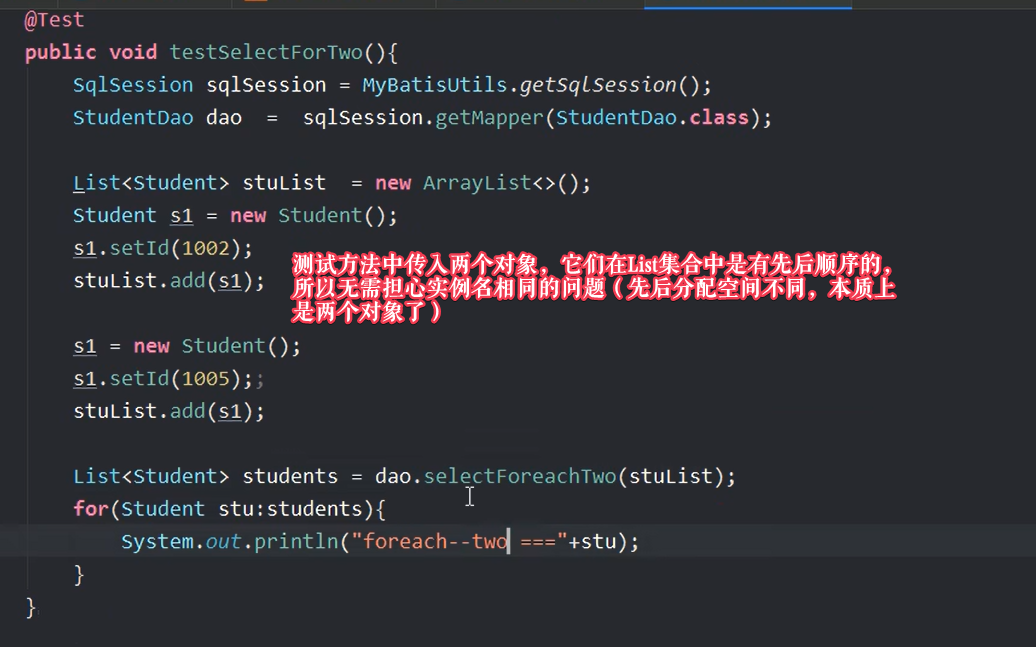 @Test
public void testSelectForTwo(){
SqlSession sqlSession = MyBatisUtils.getSqlSession();
StudentDao dao  =  sqlSession.getMapper(StudentDao.class);
List<Student> stuList  = new ArrayList<>();
Student s1 = new Student();
s1.setId(1002);
stuList.add(s1);
测试方法中传入两个对象，它们在List集合中是有先后顺序的，
所以无需担心实例名相同的问题（先后分配空间不同，本质上
是两个对象了）
s1 = new Student();
s1.setId(1005);;
stuList.add(s1);
List<Student> students = dao.selectForeachTwo(stuList);
for(Student stu:students){
System.out.println("foreach--two ==="+stu);
}
}